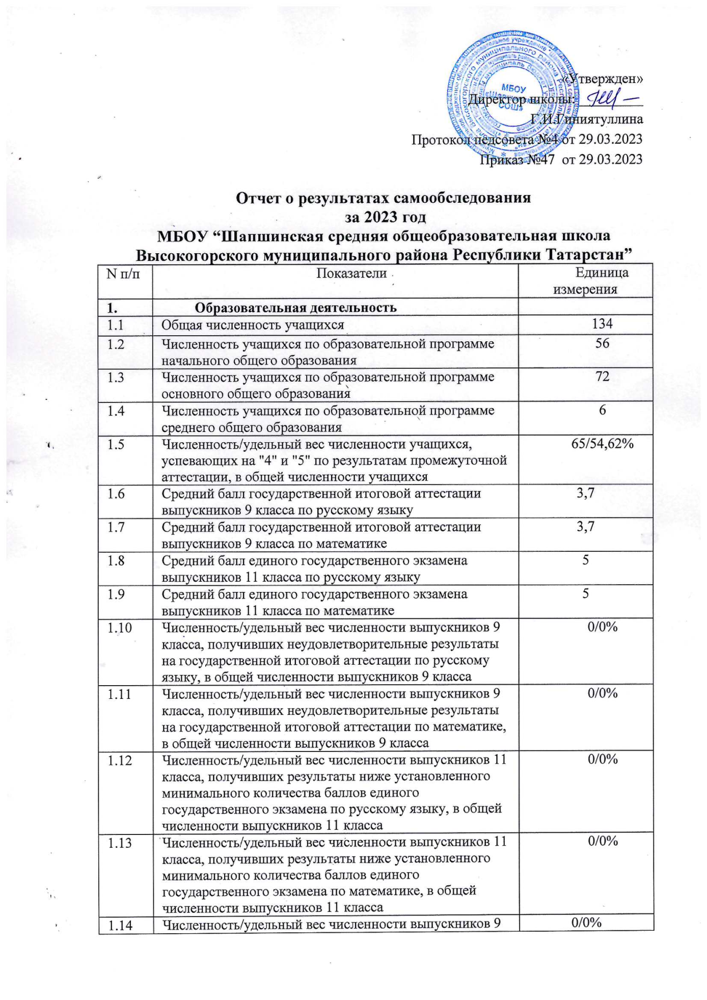 «Утвержден»
Директор школы:
Г.И.Гиниятуллина
Протокол педсовета №4 от 29.03.2023
Приказ №47 от 29.03.2023
МБОУ
«Шапшинская
СОШ»
Отчет о результатах самообследования
за 2023 год
МБОУ “Шапшинская средняя общеобразовательная школа
Высокогорского муниципального района Республики Татарстан”
N п/п Показатели Единица
измерения
1. Образовательная деятельность
1.1 Общая численность учащихся 134
1.2 Численность учащихся по образовательной программе 56
начального общего образования
1.3 Численность учащихся по образовательной программе 72
основного общего образования
1.4 Численность учащихся по образовательной программе 6
среднего общего образования
1.5 Численность/удельный вес численности учащихся, 65/54,62%
успевающих на "4" и "5" по результатам промежуточной
аттестации, в общей численности учащихся
1.6 Средний балл государственной итоговой аттестации 3,7
выпускников 9 класса по русскому языку
1.7 Средний балл государственной итоговой аттестации 3,7
выпускников 9 класса по математике
1.8 Средний балл единого государственного экзамена 5
выпускников 11 класса по русскому языку
1.9 Средний балл единого государственного экзамена 5
выпускников 11 класса по математике
1.10 Численность/удельный вес численности выпускников 9 0/0%
класса, получивших неудовлетворительные результаты
на государственной итоговой аттестации по русскому
языку, в общей численности выпускников 9 класса
1.11 Численность/удельный вес численности выпускников 9 0/0%
класса, получивших неудовлетворительные результаты
на государственной итоговой аттестации по математике,
в общей численности выпускников 9 класса
1.12 Численность/удельный вес численности выпускников 11 0/0%
класса, получивших результаты ниже установленного
минимального количества баллов единого
государственного экзамена по русскому языку, в общей
численности выпускников 11 класса
1.13 Численность/удельный вес численности выпускников 11 0/0%
класса, получивших результаты ниже установленного
минимального количества баллов единого
государственного экзамена по математике, в общей
численности выпускников 11 класса
1.14 Численность/удельный вес численности выпускников 9 0/0%